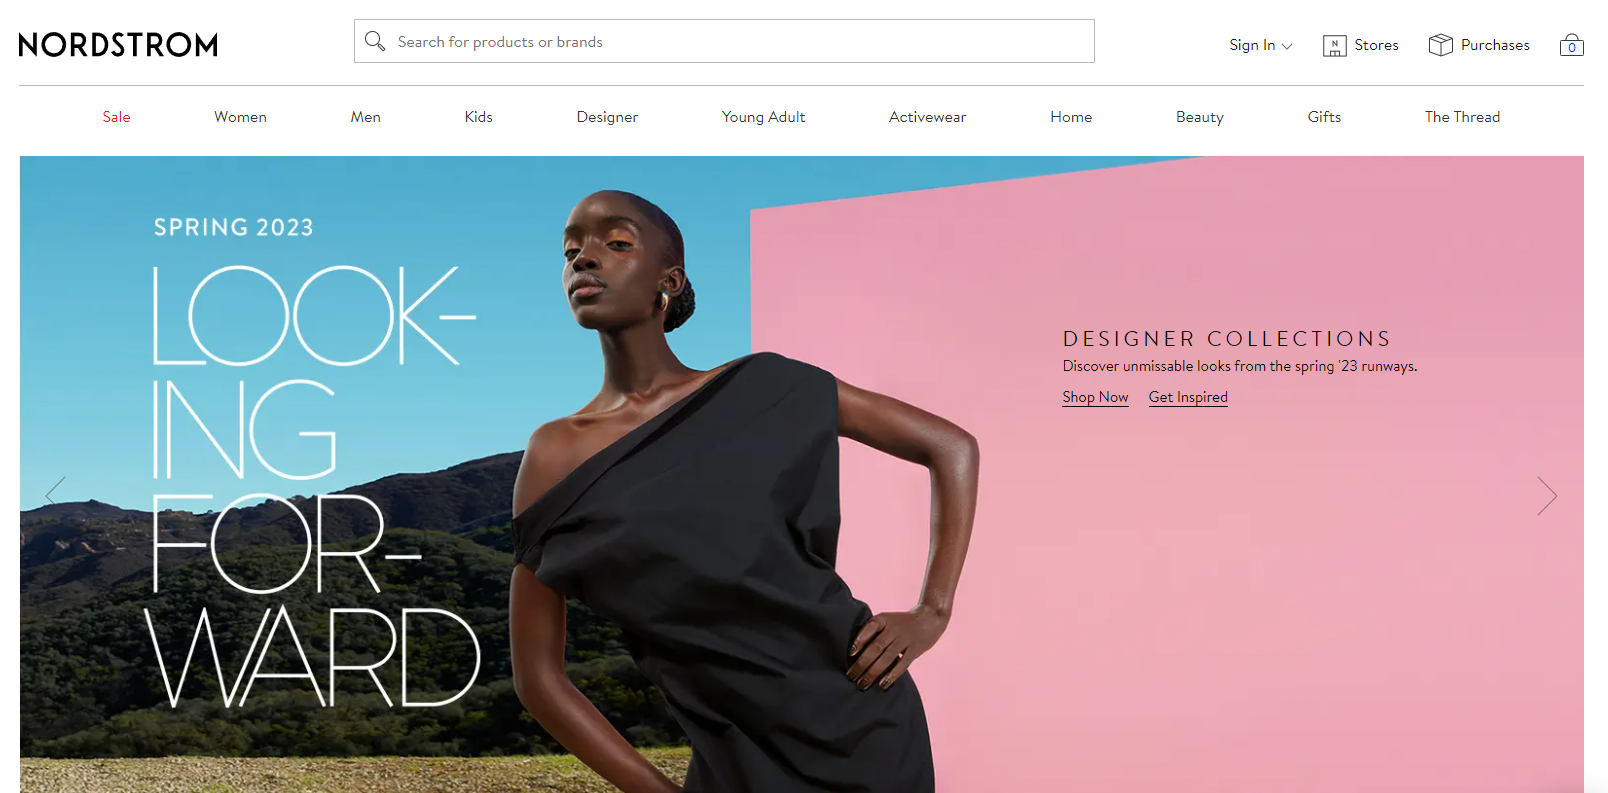 NORDSTROM
Search for products or brands
Sign In
N
Stores
Purchases
0
Sale
Women
Men
Kids
Designer
Young Adult
Activewear
Home
Beauty
Gifts
The Thread
SPRING 2023
LOOK-
ING
FOR-
WARD
DESIGNER COLLECTIONS
Discover unmissable looks from the spring '23 runways.
Shop Now Get Inspired